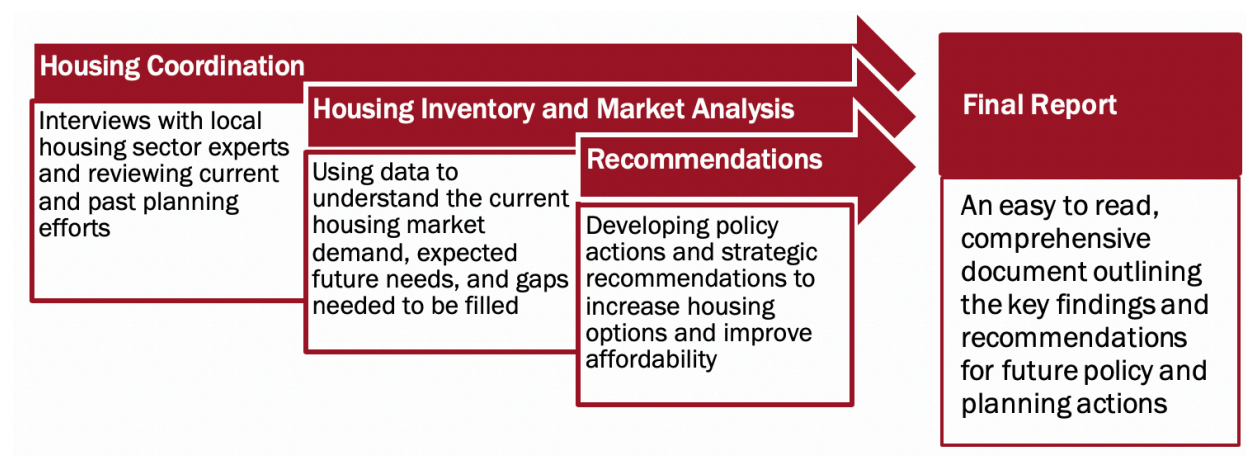 Housing Coordination
Interviews with local
housing sector experts
and reviewing current
and past planning
efforts
Housing Inventory and Market Analysis
Using data to
understand the current
housing market
demand, expected
future needs, and gaps
needed to be filled
Recommendations
Developing policy
actions and strategic
recommendations to
increase housing
options and improve
affordability
Final Report
An easy to read,
comprehensive
document outlining
the key findings and
recommendations
for future policy and
planning actions